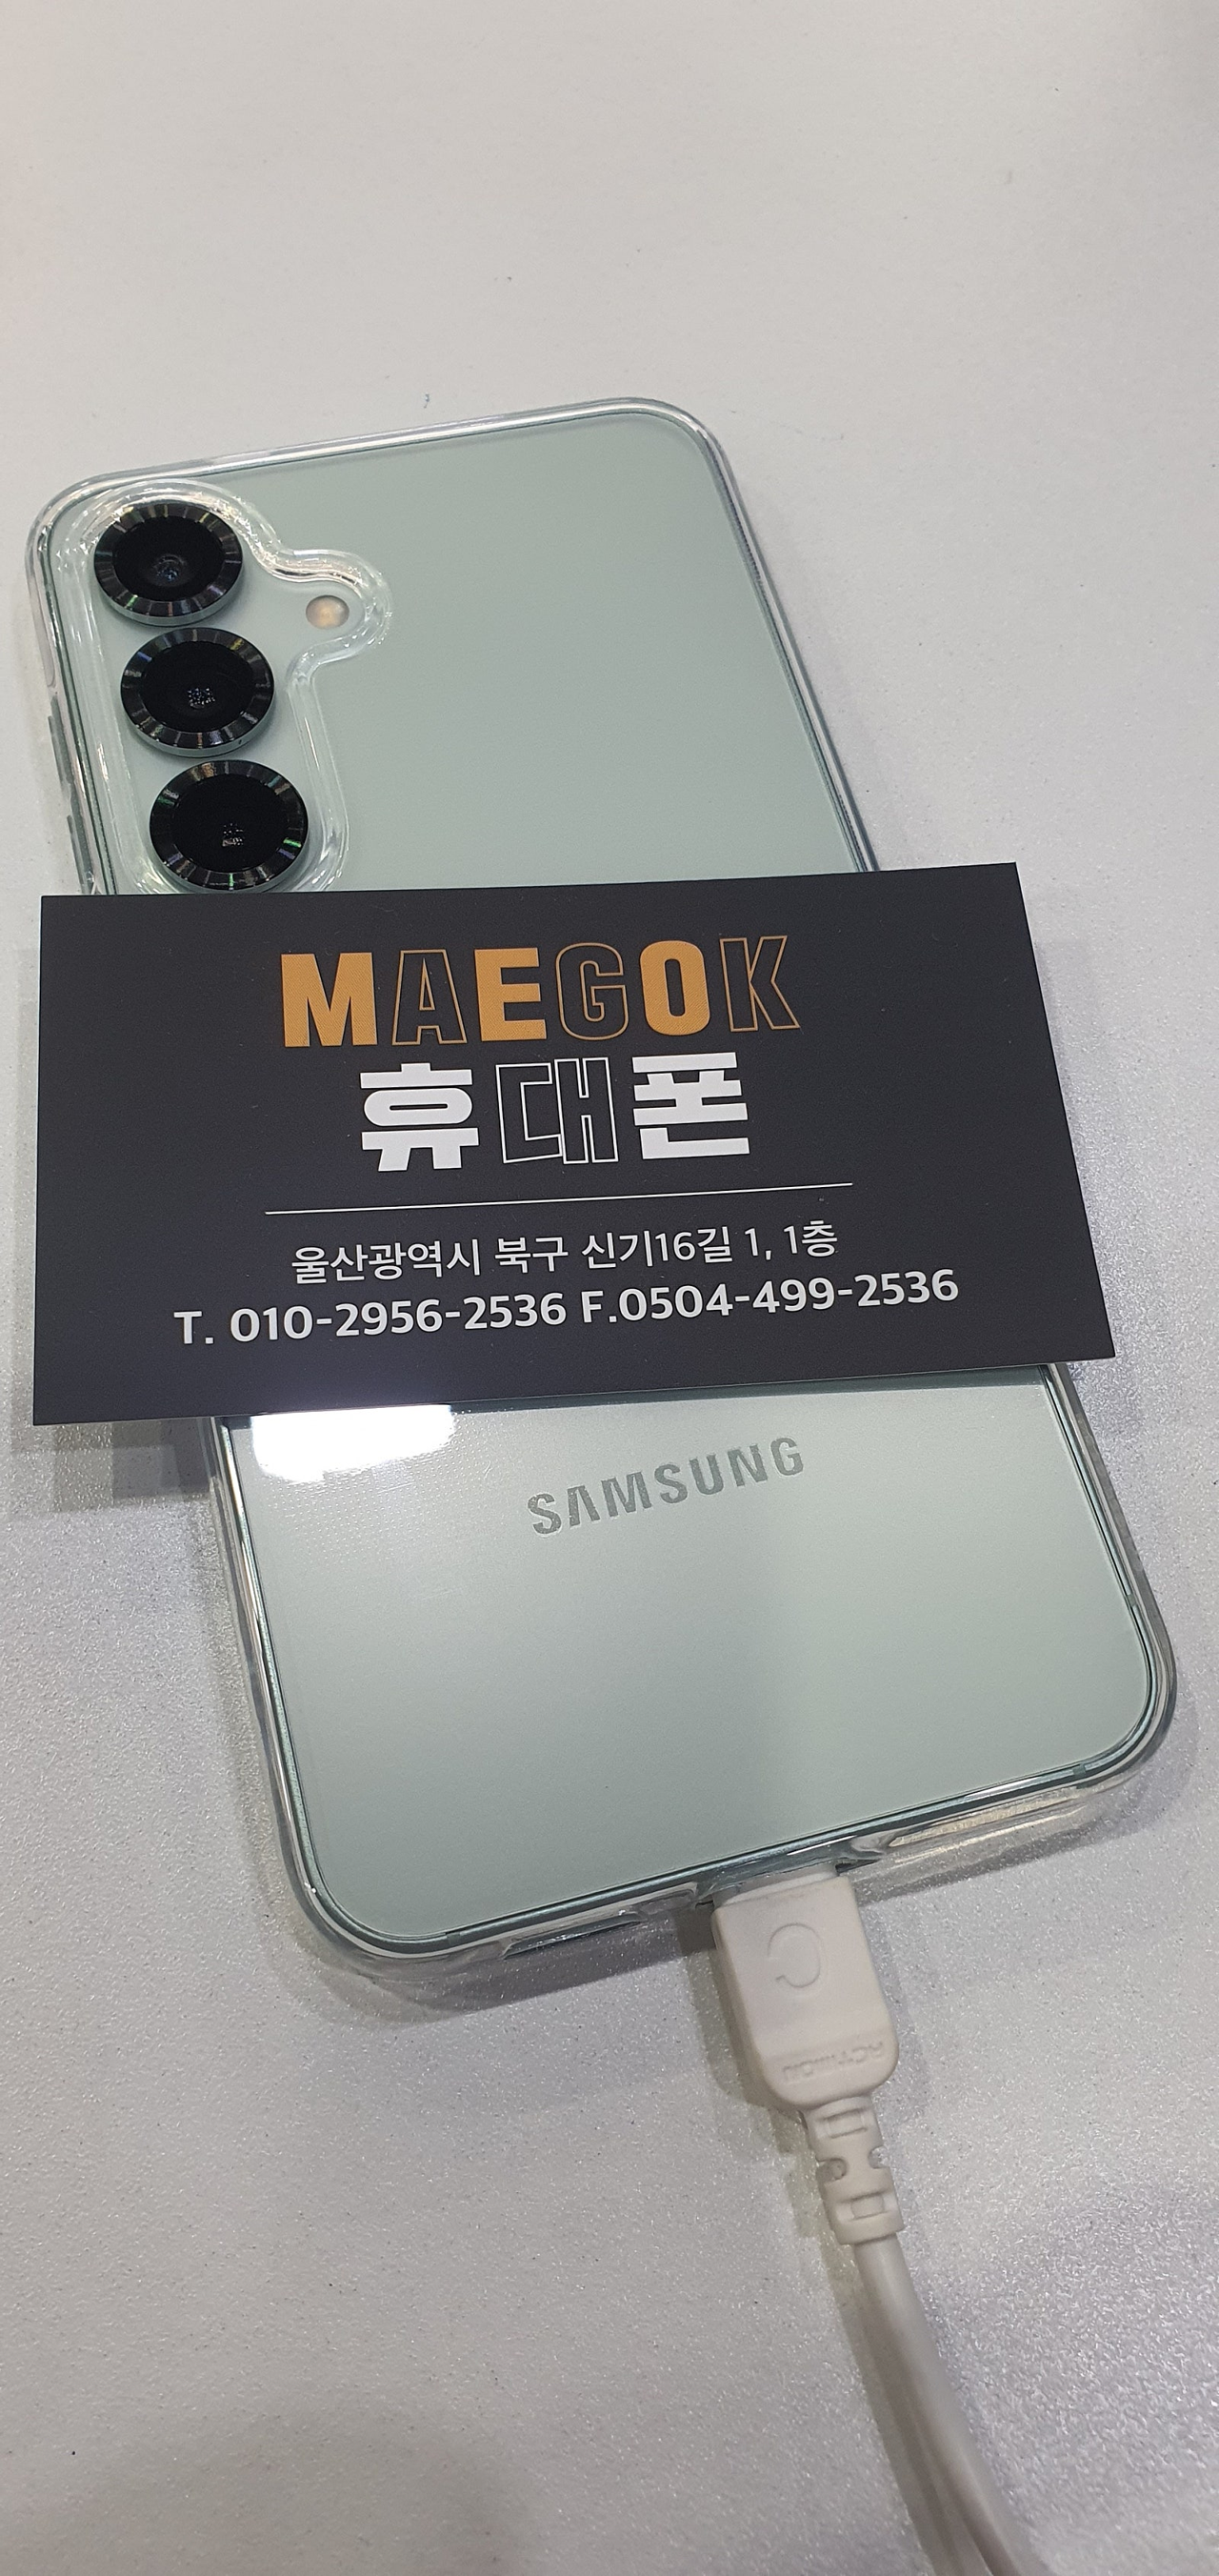 MAEGOK
휴대폰
울산광역시 북구 신기16길 1, 1층
T. 010-2956-2536 F.0504-499-2536
SAMSUNG
C
ACTTON